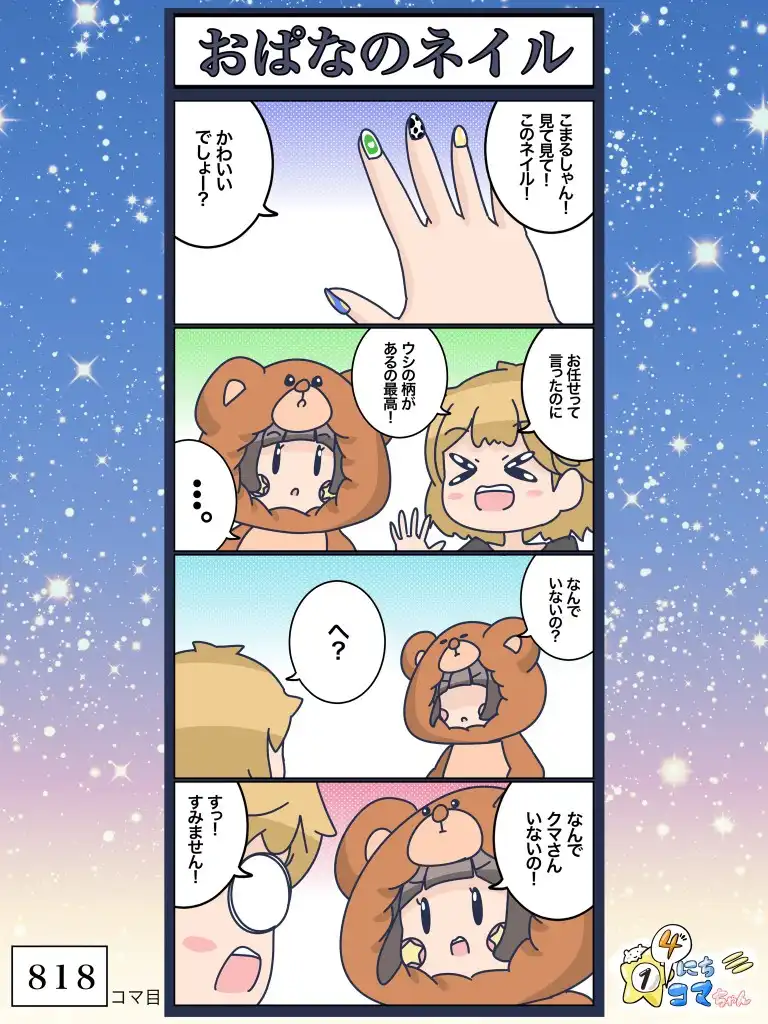 おぱなのネイル
こまるしゃん！
見て見て！
このネイル！
かわいい
でしょー？
お任せって
言ったのに
ウシの柄が
あるの最高！
…。
なんで
いないの？
へ？
なんで
クマさん
いないの！
すっ！
すみません！
818
コマ目
1
にち
4
コマちゃん